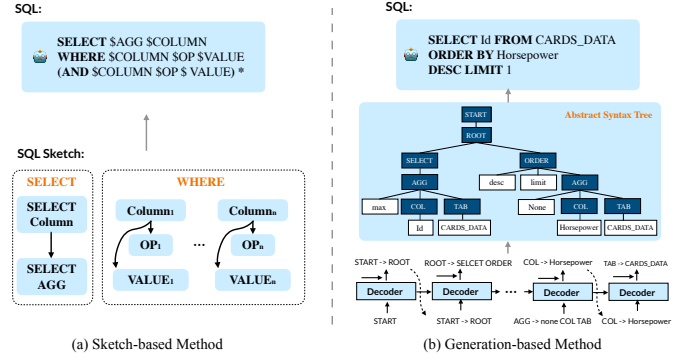 SQL:
SELECT $AGG $COLUMN
WHERE $COLUMN $OP $VALUE
(AND $COLUMN $OP $ VALUE) *
SQL Sketch:
SELECT
SELECT
Column
SELECT
AGG
WHERE
Column1
Columnn
OP1
...
OPn
VALUE1
VALUEn
(a) Sketch-based Method
SQL:
SELECT Id FROM CARDS_DATA
ORDER BY Horsepower
DESC LIMIT 1
Abstract Syntax Tree
START
ROOT
SELECT
ORDER
AGG
desc
limit
AGG
max
COL
TAB
None
COL
TAB
Id
CARDS_DATA
Horsepower
CARDS_DATA
START -> ROOT
ROOT -> SELCET ORDER
COL -> Horsepower
TAB -> CARDS_DATA
Decoder
Decoder
...
Decoder
Decoder
START
START -> ROOT
AGG -> none COL TAB
COL -> Horsepower
(b) Generation-based Method